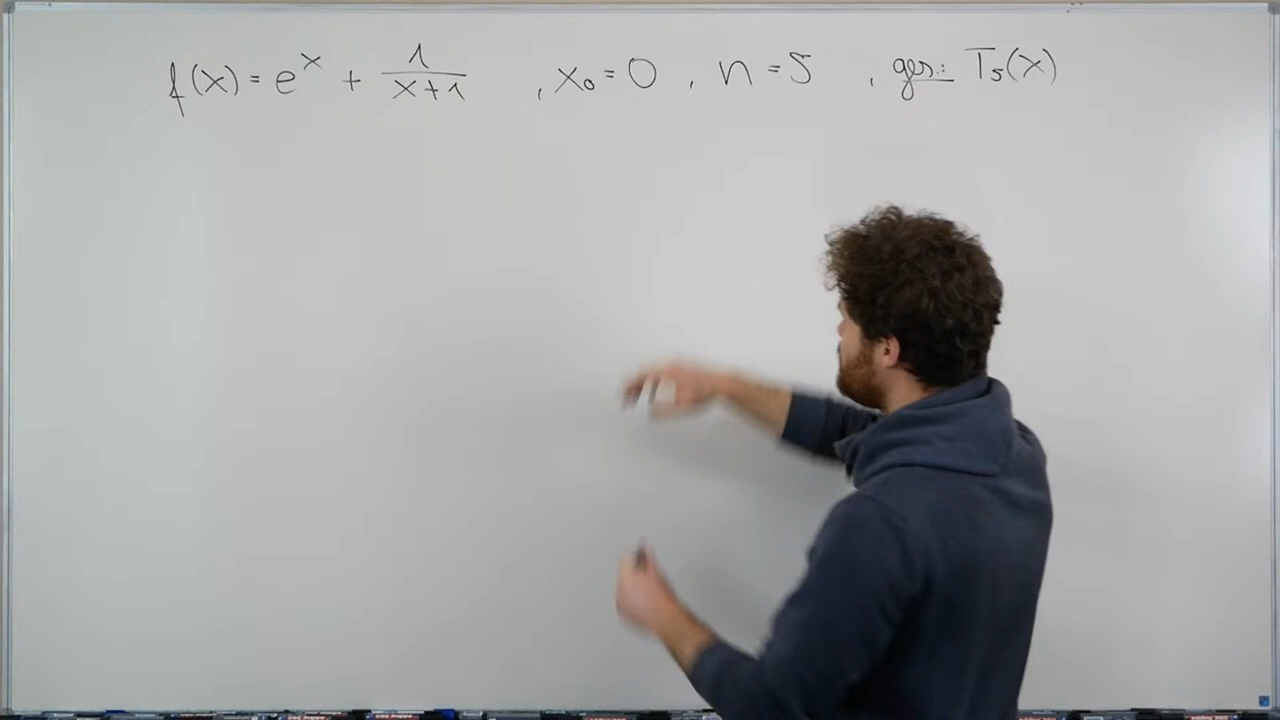 f(x) = e^x + 1/(x+1) , x₀ = 0 , n = 5 , ges.: T₅(x)